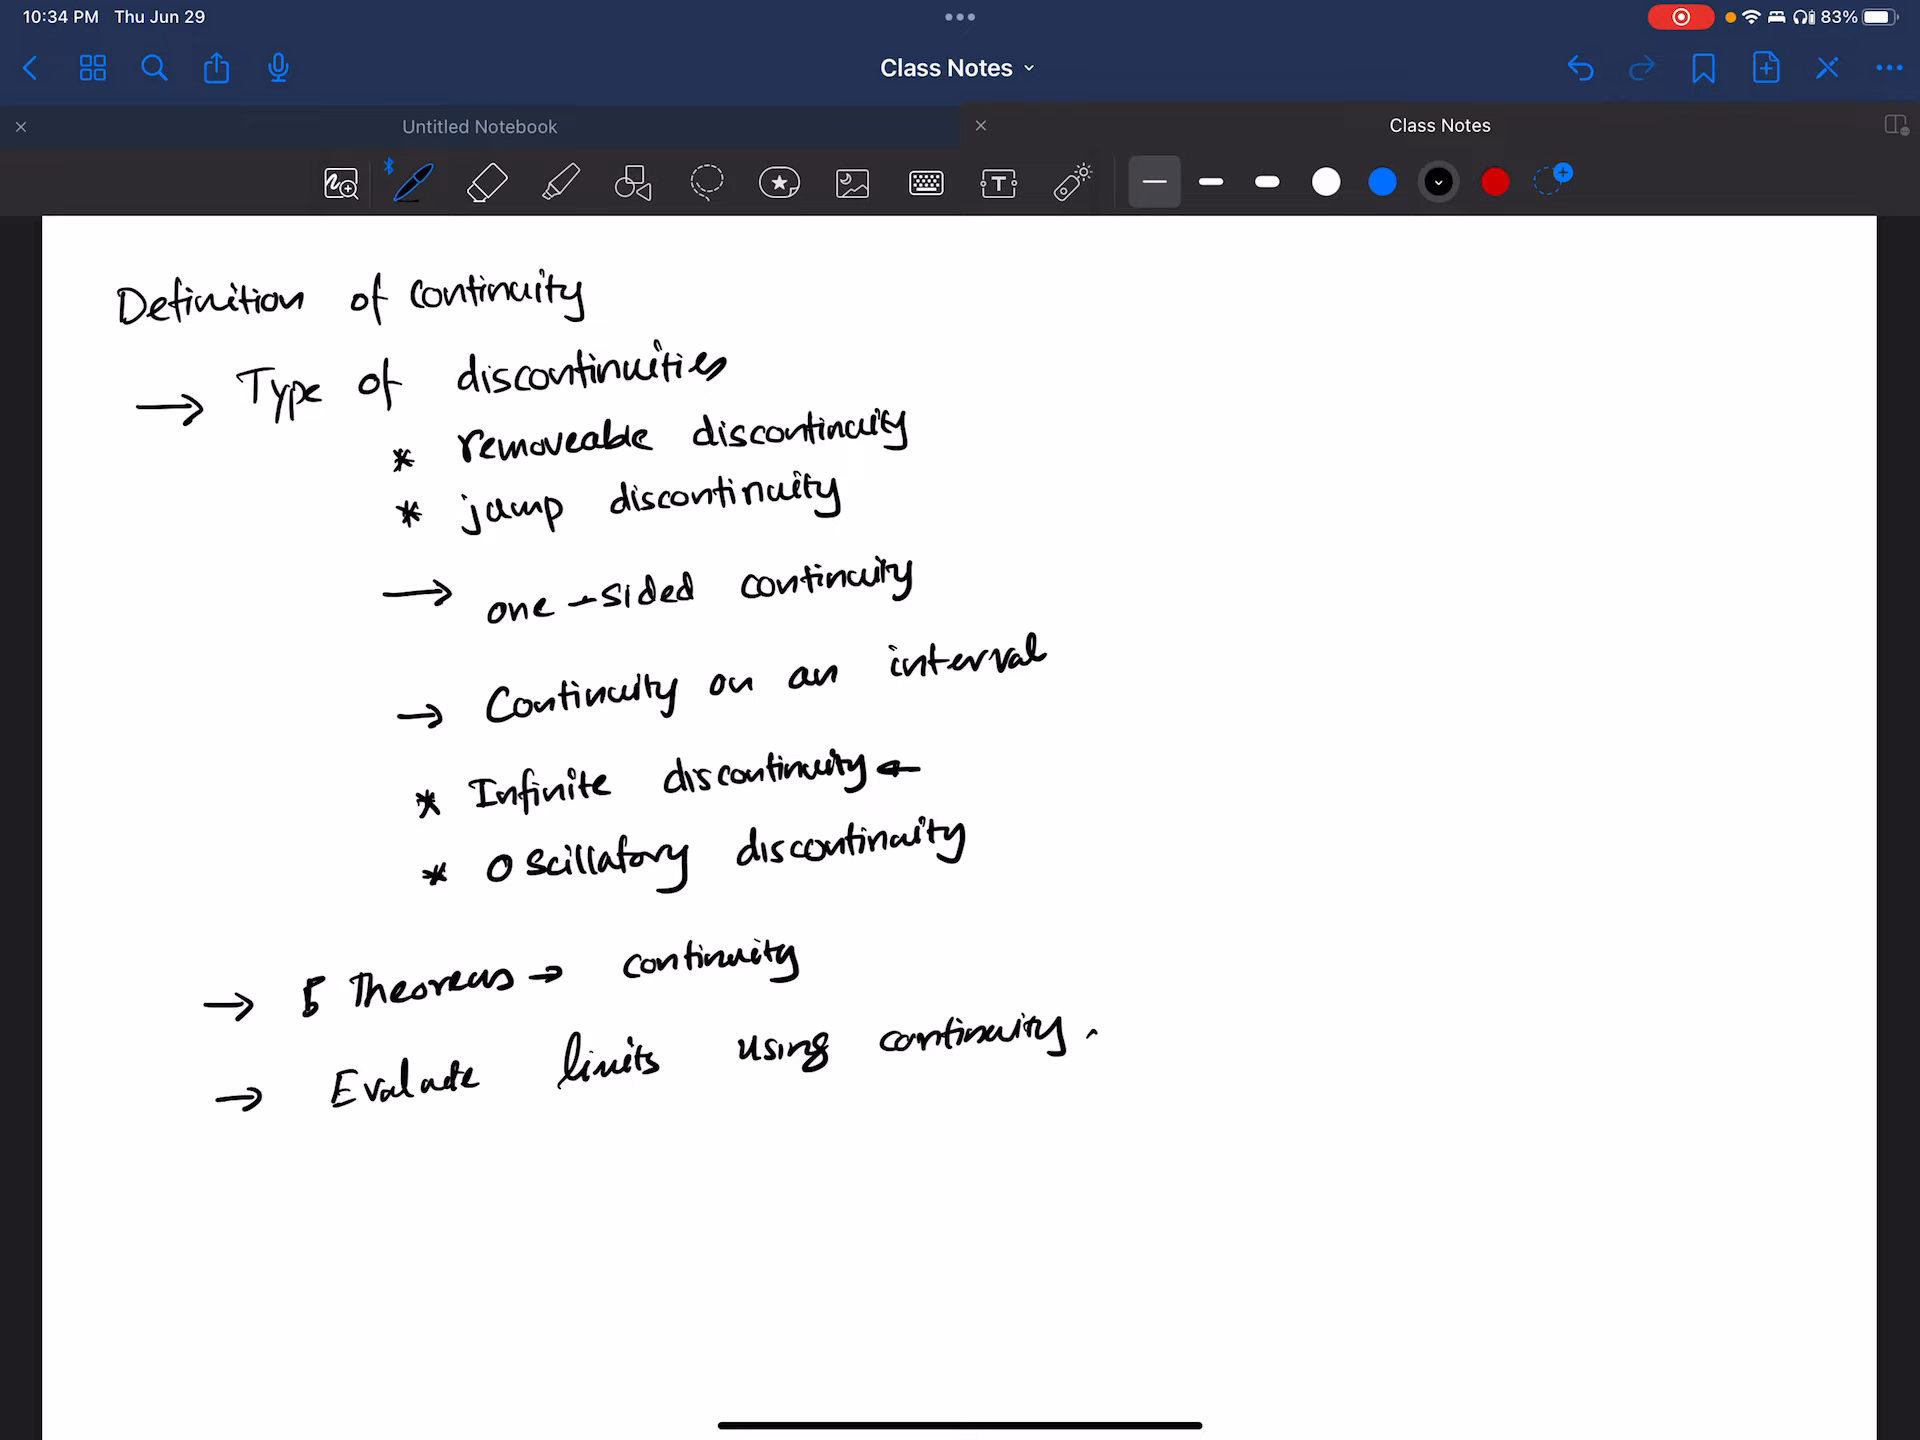 10:34 PM Thu Jun 29
83%
Class Notes
Untitled Notebook
Class Notes
Definition of continuity
→ Type of discontinuities
* removeable discontinuity
* jump discontinuity
→ one-sided continuity
→ Continuity on an interval
* Infinite discontinuity ←
* Oscillatory discontinuity
→ 5 Theorems → continuity
→ Evaluate limits using continuity.